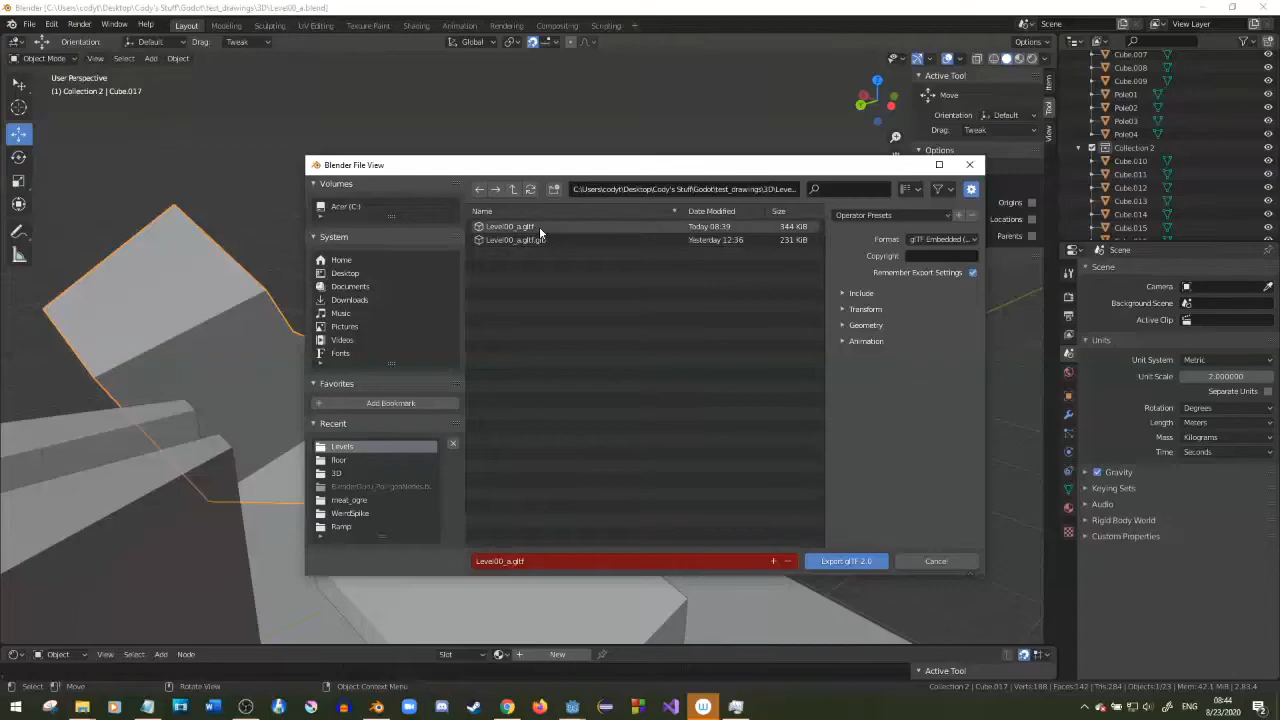 Blender [C:\Users\codyt\Desktop\Cody's Stuff\Godot\test_drawings\3D\Level00_a.blend]
File Edit Render Window Help Layout Modeling Sculpting UV Editing Texture Paint Shading Animation Rendering Compositing Scripting Scene View Layer
Orientation: Default Drag: Tweak Global Options
Object Mode View Select Add Object
User Perspective
(1) Collection 2 | Cube.017
Active Tool
Move
Orientation Default
Drag: Tweak
Options
Origins
Locations
Parents
Item
Tool
View
Cube.007
Cube.008
Cube.009
Pole01
Pole02
Pole03
Pole04
Collection 2
Cube.010
Cube.011
Cube.012
Cube.013
Cube.014
Cube.015
Blender File View
Volumes
Acer (C:)
System
Home
Desktop
Documents
Downloads
Music
Pictures
Videos
Fonts
Favorites
Add Bookmark
Recent
Levels
floor
3D
meat_ogre
WeirdSpike
Ramp
C:\Users\codyt\Desktop\Cody's Stuff\Godot\test_drawings\3D\Leve...
Name Date Modified Size
Level00_a.gltf Today 08:39 344 KiB
Level00_a.gltf.glb Yesterday 12:36 231 KiB
Operator Presets
Format glTF Embedded (...
Copyright
Remember Export Settings
Include
Transform
Geometry
Animation
Level00_a.gltf
Export glTF 2.0 Cancel
Scene
Scene
Camera
Background Scene
Active Clip
Units
Unit System Metric
Unit Scale 2.000000
Separate Units
Rotation Degrees
Length Meters
Mass Kilograms
Time Seconds
Gravity
Keying Sets
Audio
Rigid Body World
Custom Properties
Object View Select Add Node Slot New
Active Tool
Select Move Rotate View Object Context Menu
Collection 2 | Cube.017 | Verts:188 | Faces:142 | Tris:284 | Objects:1/23 | Mem: 42.1 MiB | 2.83.4
08:44
8/23/2020